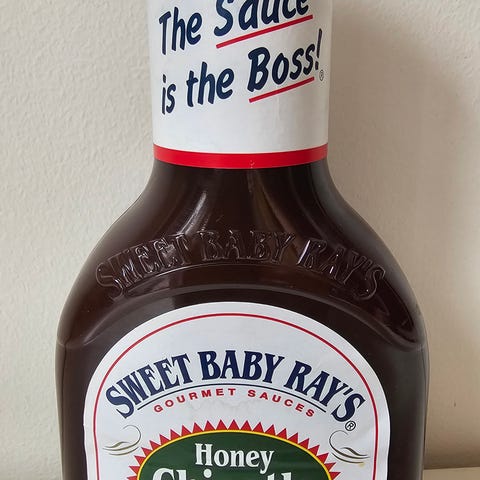 The Sauce
is the Boss!®
SWEET BABY RAY'S
SWEET BABY RAY'S®
GOURMET SAUCES
Honey